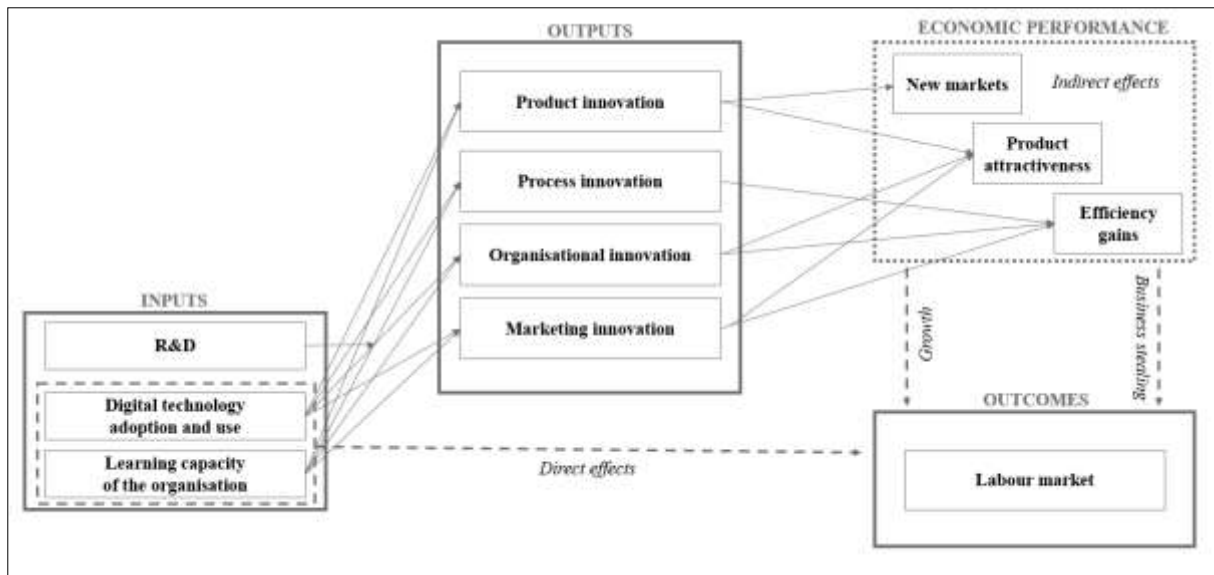 INPUTS
R&D
Digital technology
adoption and use
Learning capacity
of the organisation
OUTPUTS
Product innovation
Process innovation
Organisational innovation
Marketing innovation
ECONOMIC PERFORMANCE
New markets
Indirect effects
Product
attractiveness
Efficiency
gains
Growth
Business stealing
Direct effects
OUTCOMES
Labour market